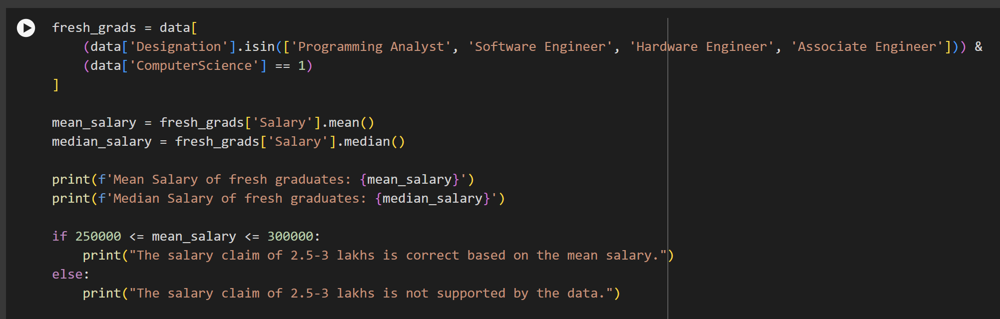 fresh_grads = data[
    (data['Designation'].isin(['Programming Analyst', 'Software Engineer', 'Hardware Engineer', 'Associate Engineer'])) &
    (data['ComputerScience'] == 1)
]

mean_salary = fresh_grads['Salary'].mean()
median_salary = fresh_grads['Salary'].median()

print(f'Mean Salary of fresh graduates: {mean_salary}')
print(f'Median Salary of fresh graduates: {median_salary}')

if 250000 <= mean_salary <= 300000:
    print("The salary claim of 2.5-3 lakhs is correct based on the mean salary.")
else:
    print("The salary claim of 2.5-3 lakhs is not supported by the data.")